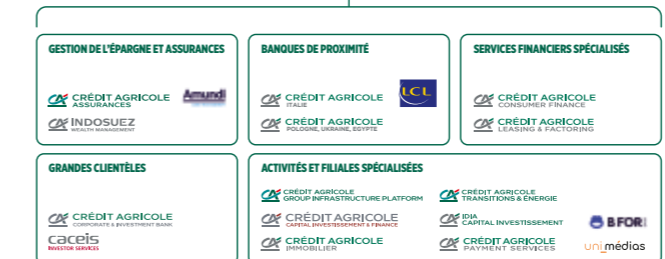 GESTION DE L'ÉPARGNE ET ASSURANCES
CRÉDIT AGRICOLE
ASSURANCES
Amundi
INDOSUEZ
WEALTH MANAGEMENT
BANQUES DE PROXIMITÉ
CRÉDIT AGRICOLE
ITALIE
LCL
CRÉDIT AGRICOLE
POLOGNE, UKRAINE, EGYPTE
SERVICES FINANCIERS SPÉCIALISÉS
CRÉDIT AGRICOLE
CONSUMER FINANCE
CRÉDIT AGRICOLE
LEASING & FACTORING
GRANDES CLIENTÈLES
CRÉDIT AGRICOLE
CORPORATE & INVESTMENT BANK
caceis
INVESTOR SERVICES
ACTIVITÉS ET FILIALES SPÉCIALISÉES
CRÉDIT AGRICOLE
GROUP INFRASTRUCTURE PLATFORM
CRÉDIT AGRICOLE
TRANSITIONS & ÉNERGIE
CRÉDIT AGRICOLE
CAPITAL INVESTISSEMENT & FINANCE
IDIA
CAPITAL INVESTISSEMENT
BFOR
CRÉDIT AGRICOLE
IMMOBILIER
CRÉDIT AGRICOLE
PAYMENT SERVICES
uni médias